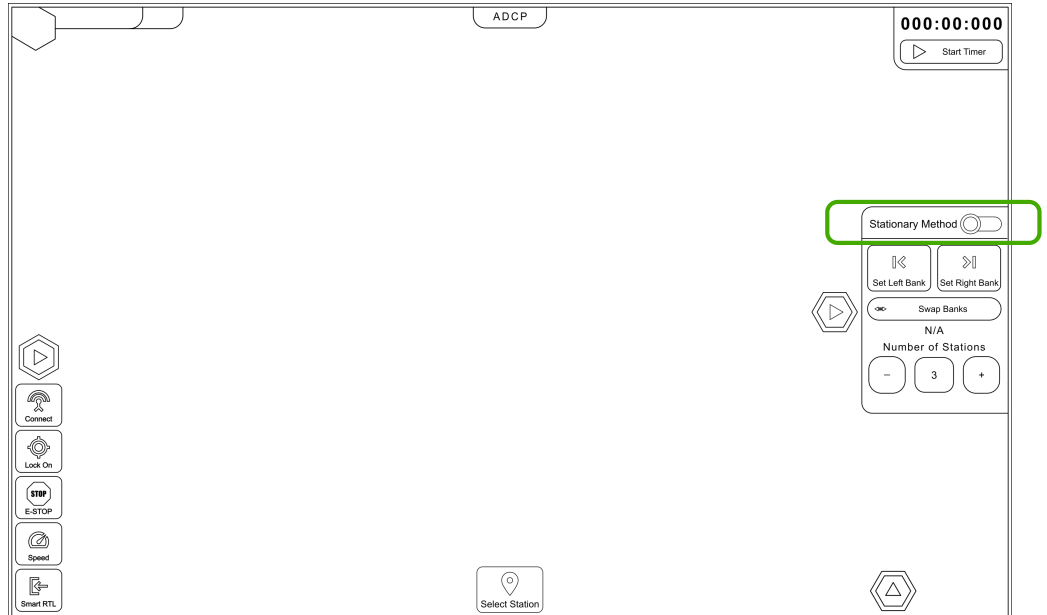 ADCP
000:00:000
Start Timer
Stationary Method
Set Left Bank
Set Right Bank
Swap Banks
N/A
Number of Stations
– 3 +
Connect
Lock On
STOP
E-STOP
Speed
Smart RTL
Select Station